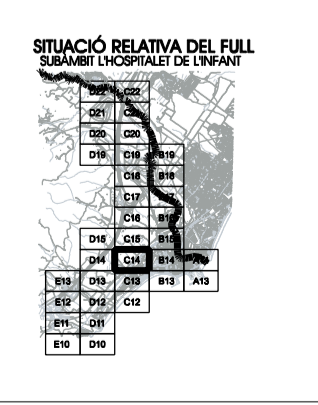 SITUACIÓ RELATIVA DEL FULL
SUBÀMBIT L'HOSPITALET DE L'INFANT
D22 C22
D21
D20 C20
D19 C19 B19
C18 B18
C17
C16 B16
D15 C15 B15
D14 C14 B14
E13 D13 C13 B13 A13
E12 D12 C12
E11 D11
E10 D10